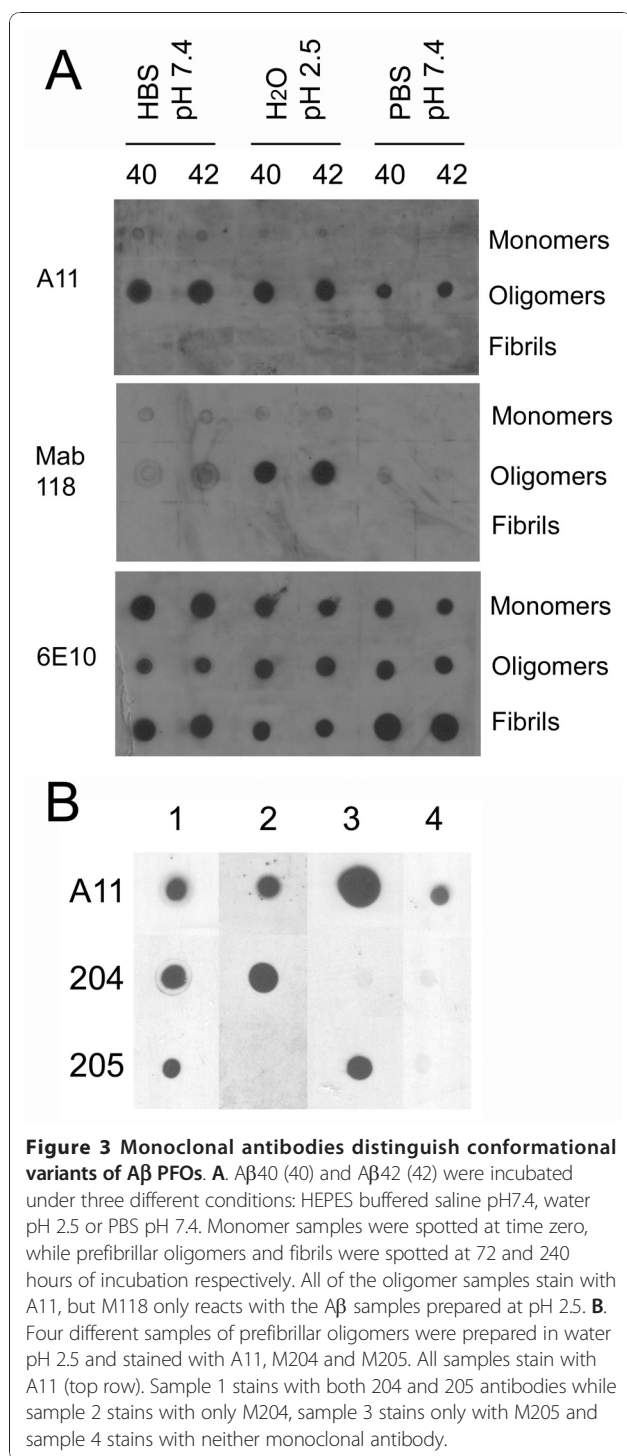 A
HBS pH 7.4
H2O pH 2.5
PBS pH 7.4
40 42 40 42 40 42
A11
Monomers
Oligomers
Fibrils
Mab 118
Monomers
Oligomers
Fibrils
6E10
Monomers
Oligomers
Fibrils
B
1 2 3 4
A11
204
205
Figure 3 Monoclonal antibodies distinguish conformational
variants of Aβ PFOs. A. Aβ40 (40) and Aβ42 (42) were incubated
under three different conditions: HEPES buffered saline pH7.4, water
pH 2.5 or PBS pH 7.4. Monomer samples were spotted at time zero,
while prefibrillar oligomers and fibrils were spotted at 72 and 240
hours of incubation respectively. All of the oligomer samples stain with
A11, but M118 only reacts with the Aβ samples prepared at pH 2.5. B.
Four different samples of prefibrillar oligomers were prepared in water
pH 2.5 and stained with A11, M204 and M205. All samples stain with
A11 (top row). Sample 1 stains with both 204 and 205 antibodies while
sample 2 stains with only M204, sample 3 stains only with M205 and
sample 4 stains with neither monoclonal antibody.